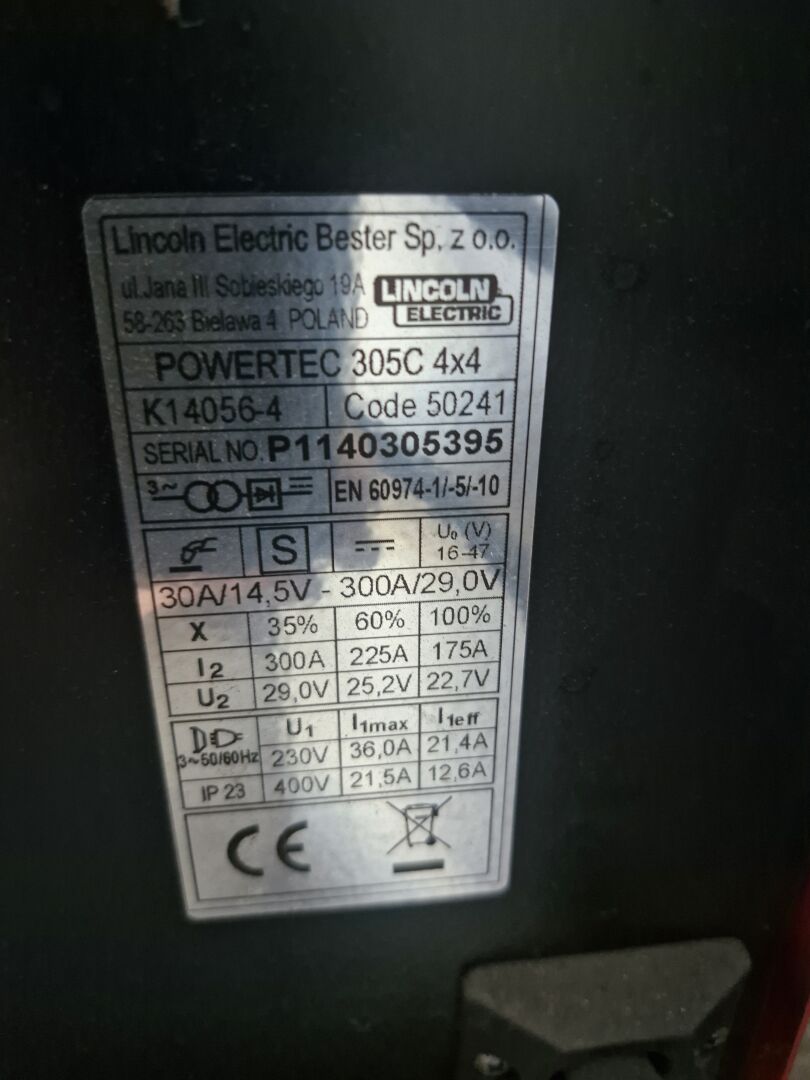 Lincoln Electric Bester Sp. z o.o.
ul.Jana III Sobieskiego 19A
58-263 Bielawa 4 POLAND
LINCOLN
ELECTRIC
POWERTEC 305C 4x4
K14056-4 Code 50241
SERIAL NO. P1140305395
3~ EN 60974-1/-5/-10
S U₀ (V)
16-47
30A/14,5V - 300A/29,0V
X 35% 60% 100%
I2 300A 225A 175A
U2 29,0V 25,2V 22,7V
U1 I1max I1eff
3~50/60Hz 230V 36,0A 21,4A
IP 23 400V 21,5A 12,6A
CE